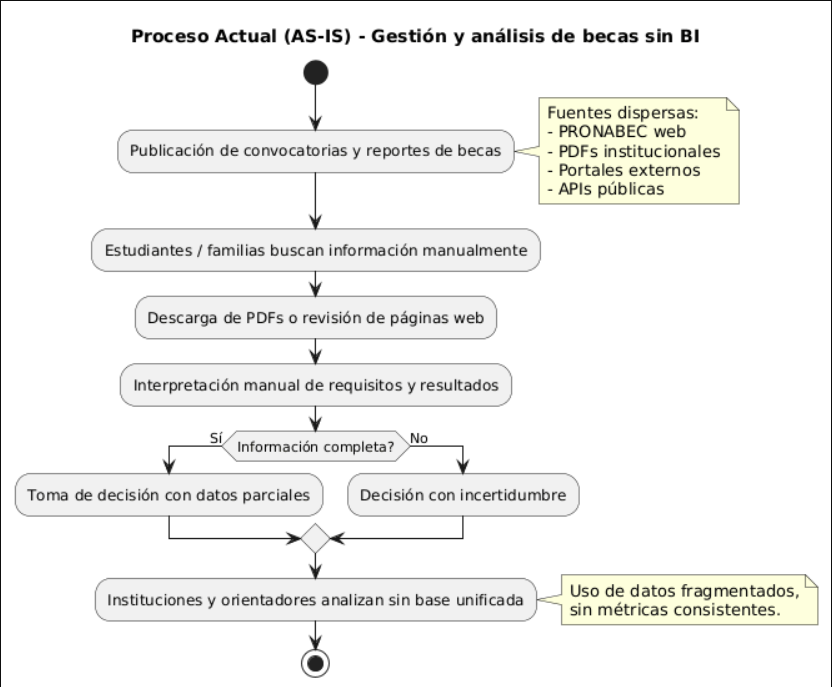 Proceso Actual (AS-IS) - Gestión y análisis de becas sin BI
Publicación de convocatorias y reportes de becas
Fuentes dispersas:
- PRONABEC web
- PDFs institucionales
- Portales externos
- APIs públicas
Estudiantes / familias buscan información manualmente
Descarga de PDFs o revisión de páginas web
Interpretación manual de requisitos y resultados
Sí
Información completa?
No
Toma de decisión con datos parciales
Decisión con incertidumbre
Instituciones y orientadores analizan sin base unificada
Uso de datos fragmentados,
sin métricas consistentes.